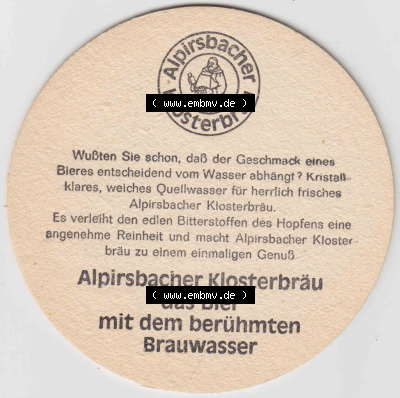 Alpirsbacher
( www.embmv.de )
Klosterbräu
Wußten Sie schon, daß der Geschmack eines
Bieres entscheidend vom Wasser abhängt? Kristall-
klares, weiches Quellwasser für herrlich frisches
Alpirsbacher Klosterbräu.
Es verleiht den edlen Bitterstoffen des Hopfens eine
angenehme Reinheit und macht Alpirsbacher Kloster
bräu zu einem einmaligen Genuß
Alpirsbacher Klosterbräu
( www.embmv.de )
das Bier
mit dem berühmten
Brauwasser